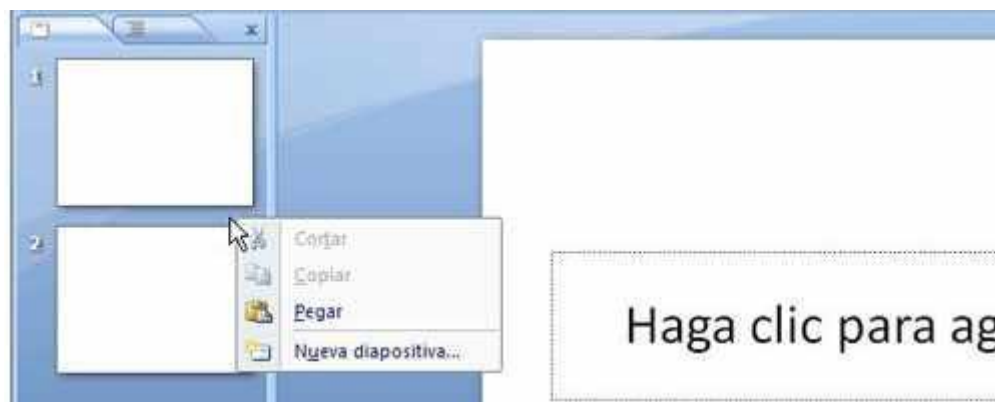 1
2
Cortar
Copiar
Pegar
Nueva diapositiva...
Haga clic para ag